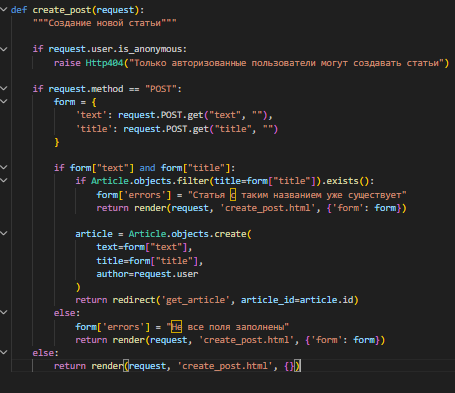 def create_post(request):
"""Создание новой статьи"""
if request.user.is_anonymous:
raise Http404("Только авторизованные пользователи могут создавать статьи")
if request.method == "POST":
form = {
'text': request.POST.get("text", ""),
'title': request.POST.get("title", "")
}
if form["text"] and form["title"]:
if Article.objects.filter(title=form["title"]).exists():
form['errors'] = "Статья с таким названием уже существует"
return render(request, 'create_post.html', {'form': form})
article = Article.objects.create(
text=form["text"],
title=form["title"],
author=request.user
)
return redirect('get_article', article_id=article.id)
else:
form['errors'] = "Не все поля заполнены"
return render(request, 'create_post.html', {'form': form})
else:
return render(request, 'create_post.html', {})